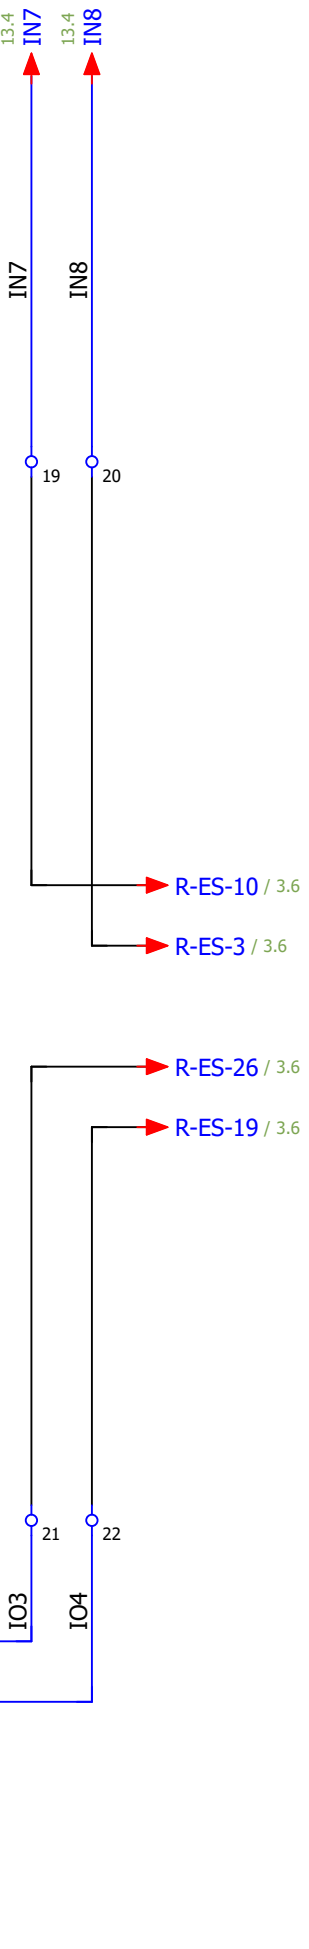 13.4
IN7
13.4
IN8
IN7
IN8
19
20
R-ES-10 / 3.6
R-ES-3 / 3.6
R-ES-26 / 3.6
R-ES-19 / 3.6
21
22
IO3
IO4